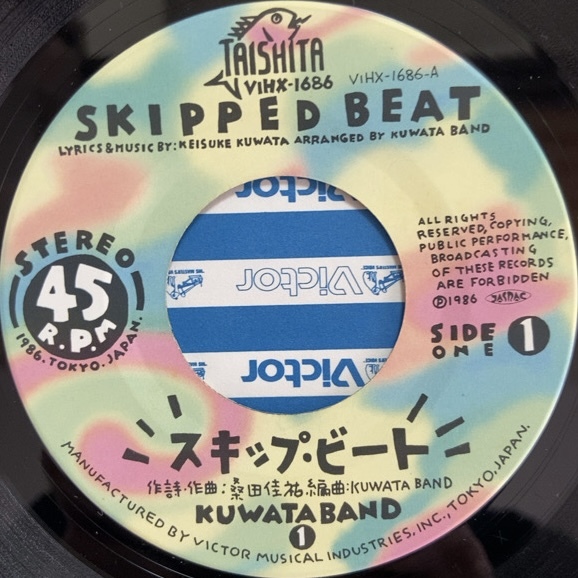 TAISHITA
ViHX-1686
ViHX-1686-A
SKIPPED BEAT
LYRICS & MUSIC BY: KEISUKE KUWATA ARRANGED BY KUWATA BAND
Victor
Victor
Victor
STEREO
45
R.P.M
1986. TOKYO. JAPAN.
ALL RIGHTS
RESERVED, COPYING,
PUBLIC PERFORMANCE,
BROADCASTING
OF THESE RECORDS
ARE FORBIDDEN
Ⓟ1986 JASRAC
SIDE
ONE 1
スキップ・ビート
作詩・作曲:桑田佳祐 編曲:KUWATA BAND
KUWATA BAND
1
MANUFACTURED BY VICTOR MUSICAL INDUSTRIES, INC., TOKYO, JAPAN.